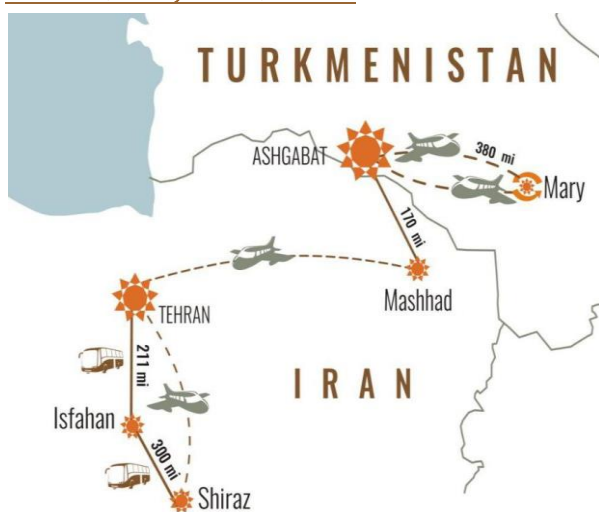 TURKMENISTAN
ASHGABAT
380 mi
Mary
170 mi
Mashhad
TEHRAN
211 mi
IRAN
Isfahan
300 mi
Shiraz